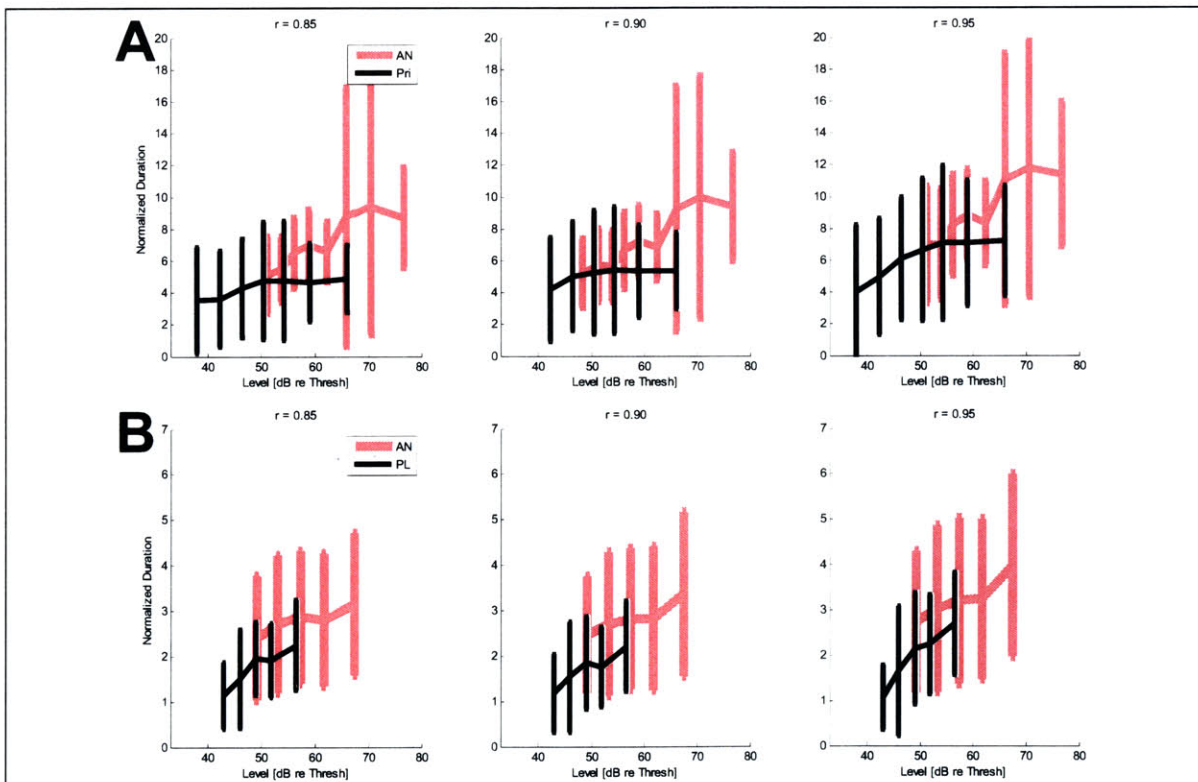 A
r = 0.85
r = 0.90
r = 0.95
AN
Pri
Normalized Duration
20
18
16
14
12
10
8
6
4
2
0
20
18
16
14
12
10
8
6
4
2
0
20
18
16
14
12
10
8
6
4
2
0
40 50 60 70 80
40 50 60 70 80
40 50 60 70 80
Level [dB re Thresh]
Level [dB re Thresh]
Level [dB re Thresh]
B
r = 0.85
r = 0.90
r = 0.95
AN
PL
Normalized Duration
7
6
5
4
3
2
1
0
7
6
5
4
3
2
1
0
7
6
5
4
3
2
1
0
40 50 60 70 80
40 50 60 70 80
40 50 60 70 80
Level [dB re Thresh]
Level [dB re Thresh]
Level [dB re Thresh]